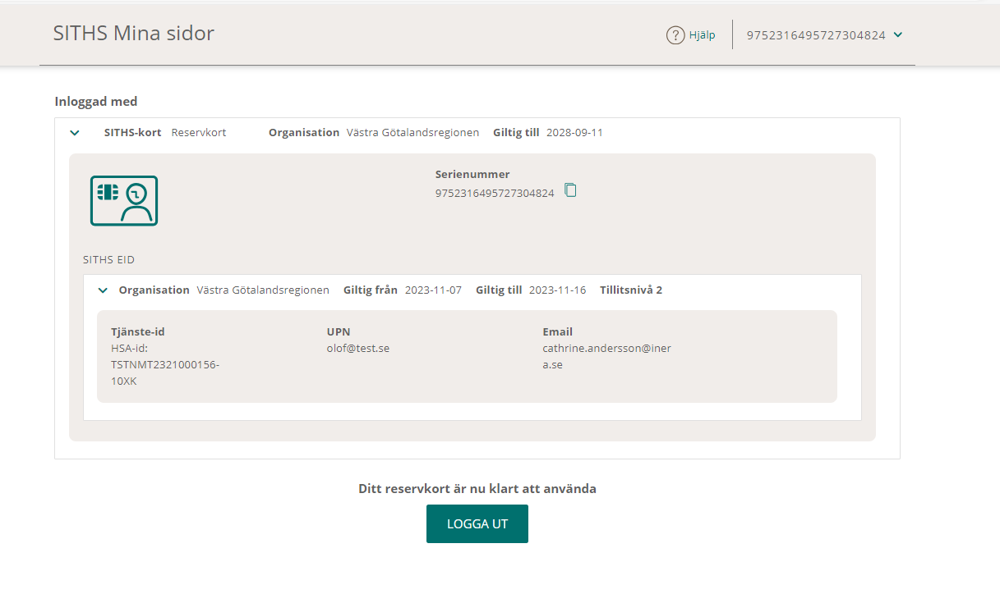 SITHS Mina sidor
? Hjälp
9752316495727304824
Inloggad med
SITHS-kort Reservkort Organisation Västra Götalandsregionen Giltig till 2028-09-11
Serienummer
9752316495727304824
SITHS EID
Organisation Västra Götalandsregionen Giltig från 2023-11-07 Giltig till 2023-11-16 Tillitsnivå 2
Tjänste-id
HSA-id:
TSTNMT2321000156-
10XK
UPN
olof@test.se
Email
cathrine.andersson@iner
a.se
Ditt reservkort är nu klart att använda
LOGGA UT